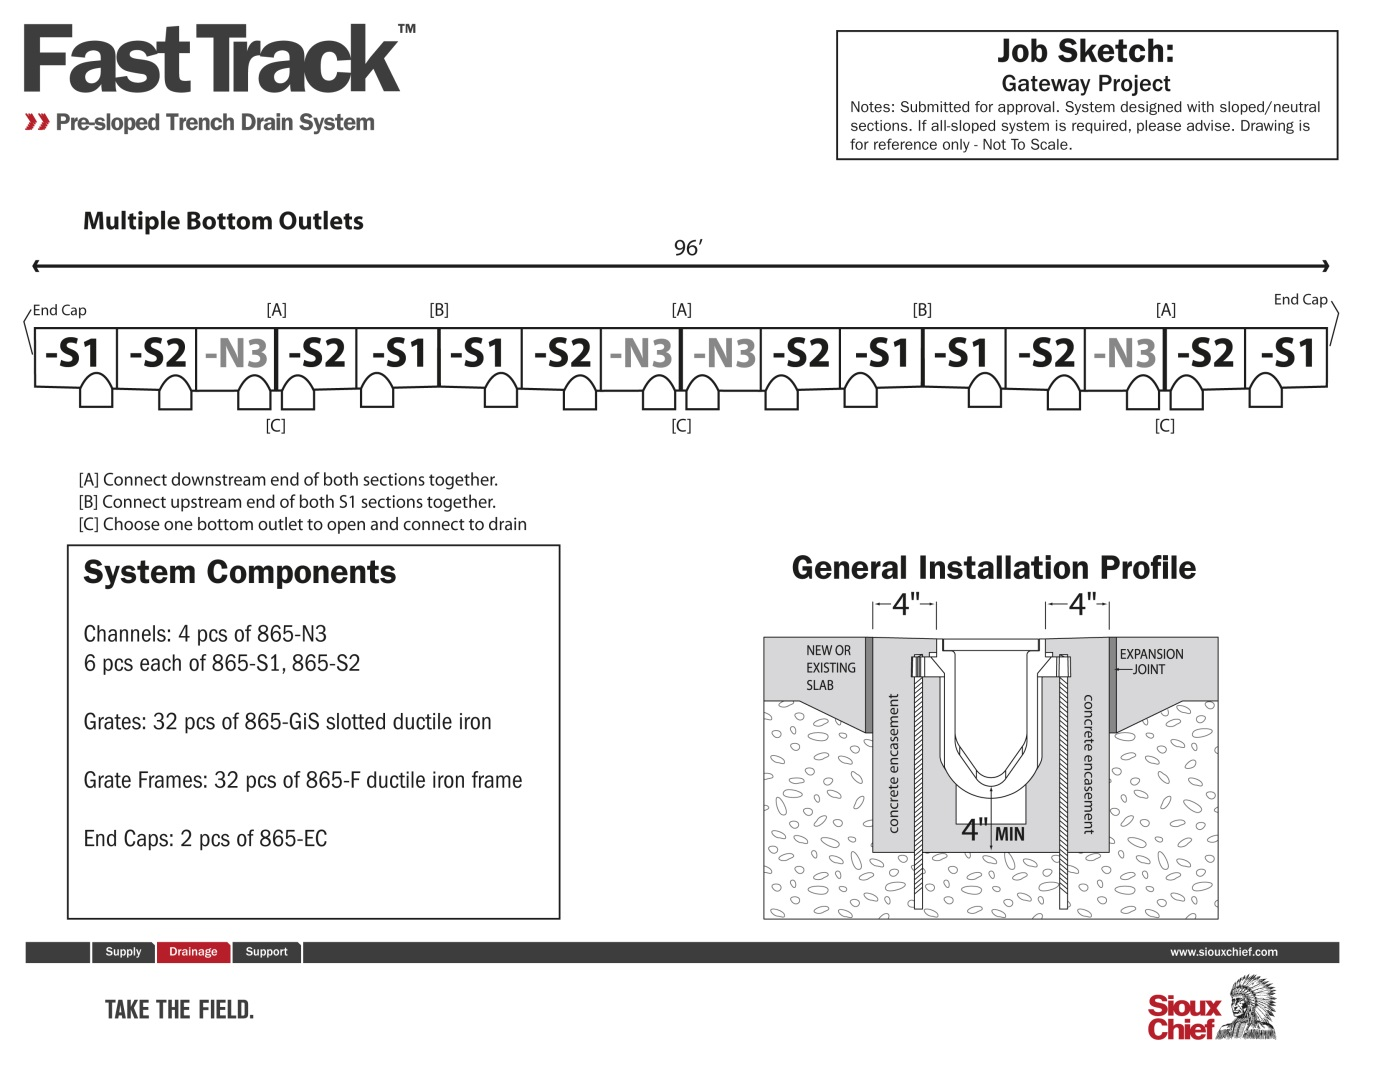 Fast Track™
Pre-sloped Trench Drain System
Job Sketch:
Gateway Project
Notes: Submitted for approval. System designed with sloped/neutral
sections. If all-sloped system is required, please advise. Drawing is
for reference only - Not To Scale.
Multiple Bottom Outlets
96’
End Cap [A] [B] [A] [B] [A] End Cap
-S1 -S2 -N3 -S2 -S1 -S1 -S2 -N3 -N3 -S2 -S1 -S1 -S2 -N3 -S2 -S1
[C] [C] [C]
[A] Connect downstream end of both sections together.
[B] Connect upstream end of both S1 sections together.
[C] Choose one bottom outlet to open and connect to drain
System Components
Channels: 4 pcs of 865-N3
6 pcs each of 865-S1, 865-S2
Grates: 32 pcs of 865-GiS slotted ductile iron
Grate Frames: 32 pcs of 865-F ductile iron frame
End Caps: 2 pcs of 865-EC
General Installation Profile
4" 4"
NEW OR
EXISTING
SLAB
EXPANSION
JOINT
concrete encasement
concrete encasement
4" MIN
Supply Drainage Support www.siouxchief.com
TAKE THE FIELD.
Sioux
Chief